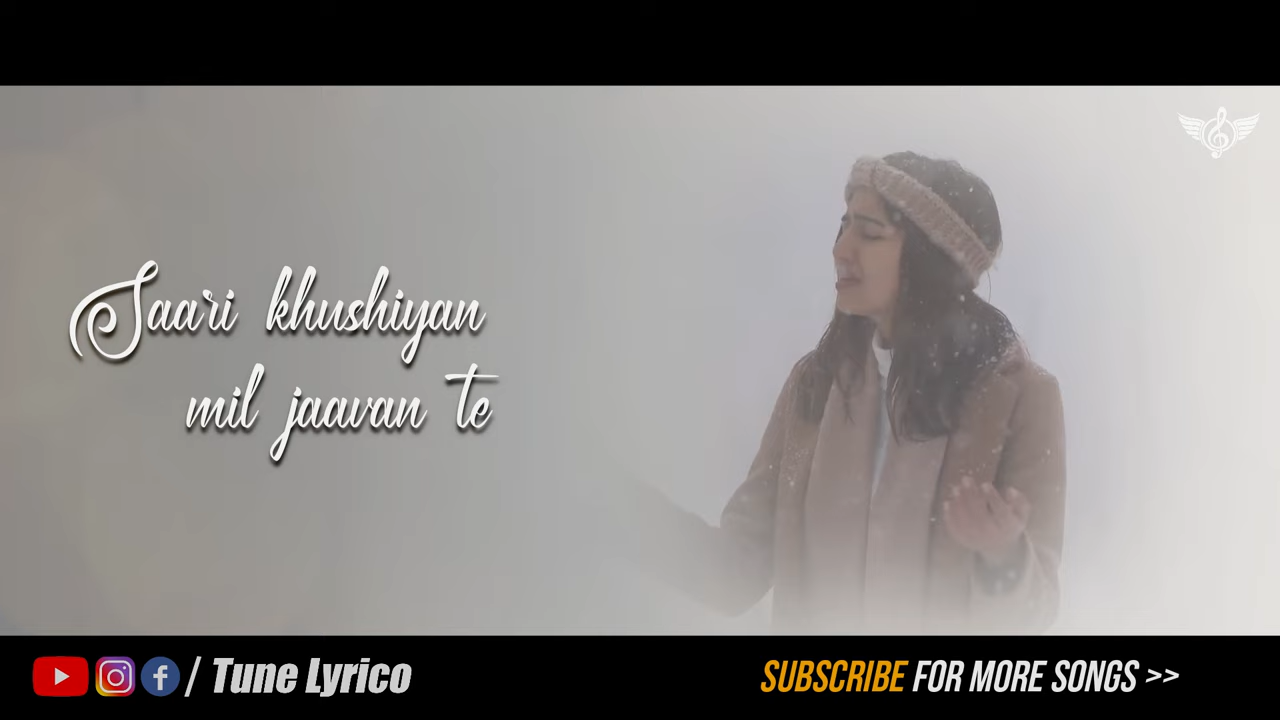 Saari khushiyan
mil jaavan te
/ Tune Lyrico
SUBSCRIBE FOR MORE SONGS >>